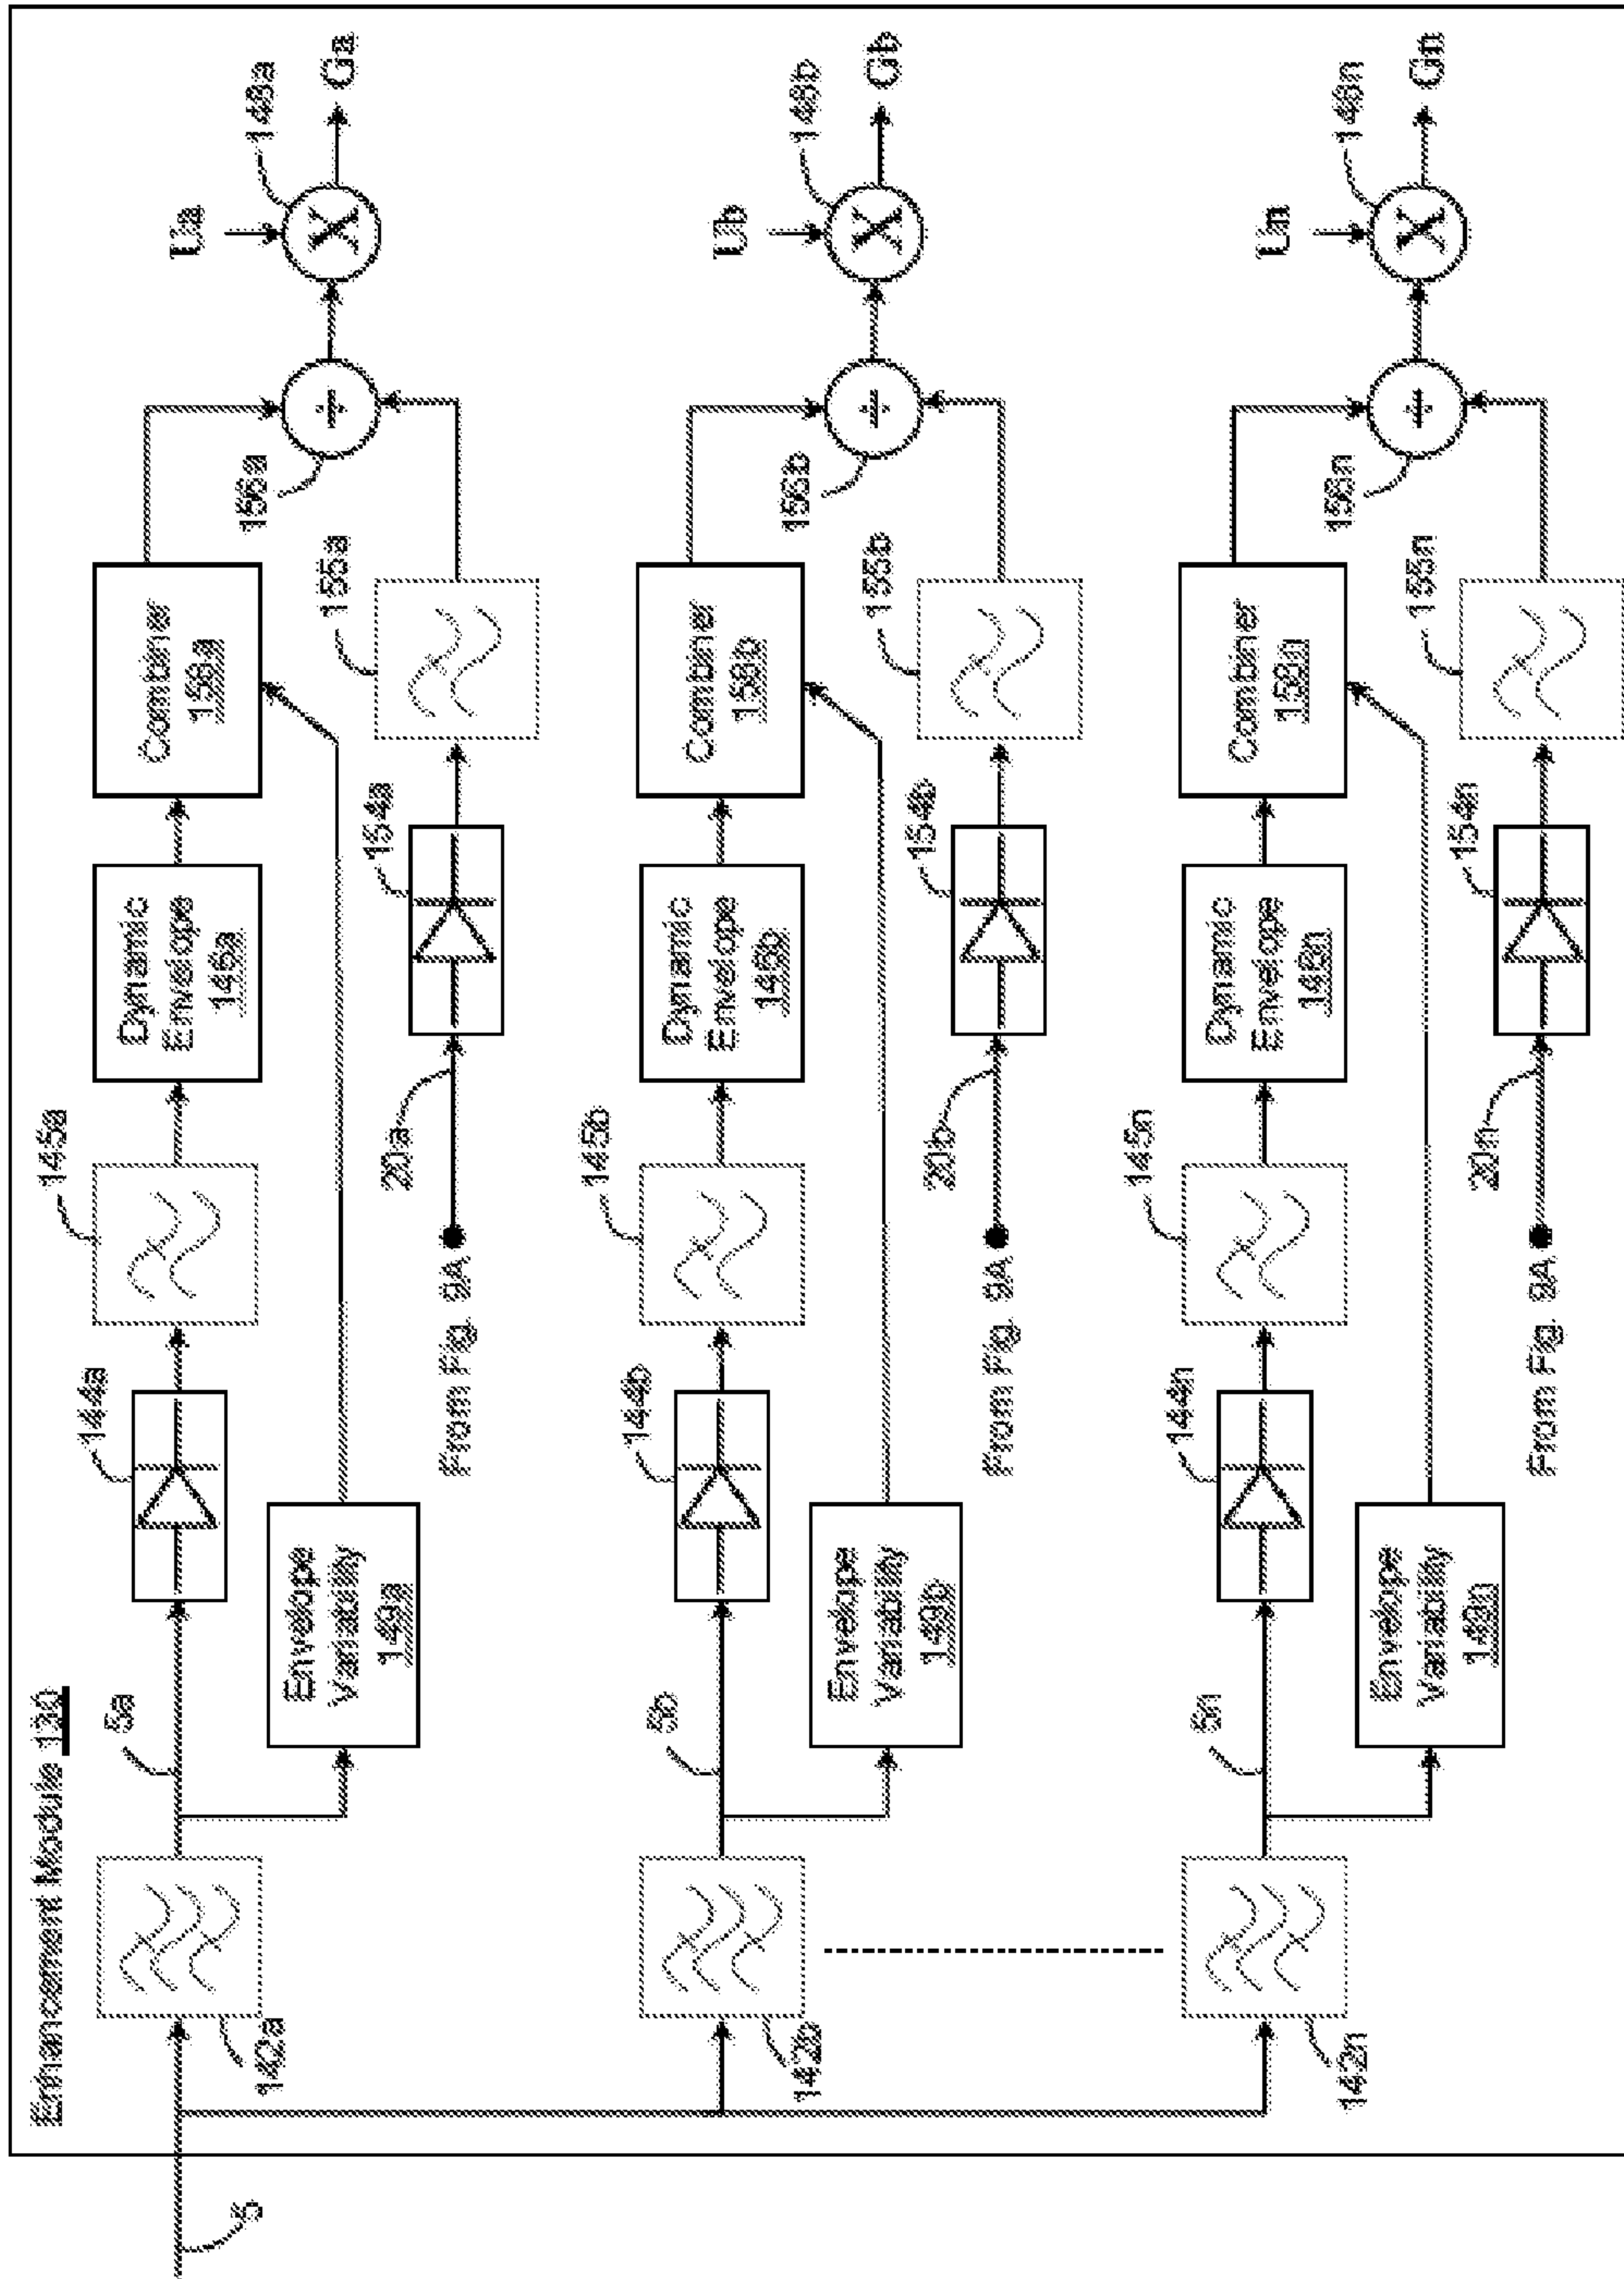 Enhancement Module 130
5
142a
5a
144a
145a
Dynamic
Envelope
146a
Combiner
150a
Envelope
Variability
149a
From Fig. 9A
20a
154a
155a
156a
Ua
148a
Ga
142b
5b
144b
145b
Dynamic
Envelope
146b
Combiner
150b
Envelope
Variability
149b
From Fig. 9A
20b
154b
155b
156b
Ub
148b
Gb
142n
5n
144n
145n
Dynamic
Envelope
146n
Combiner
150n
Envelope
Variability
149n
From Fig. 9A
20n
154n
155n
156n
Un
148n
Gn